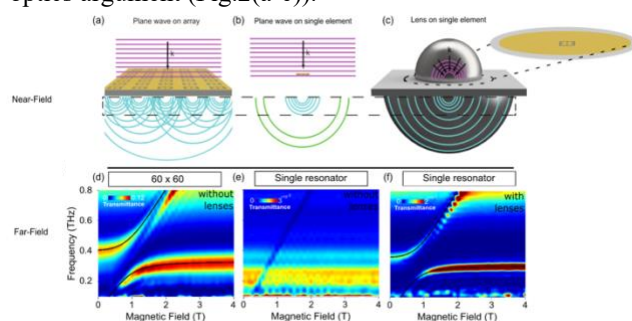 optics argument (Fig.2(a-c)).
(a) Plane wave on array (b) Plane wave on single element (c) Lens on single element
k k
Near-Field
(d) 60 x 60 (e) Single resonator (f) Single resonator
0.8 without lenses without lenses with lenses
Transmittance Transmittance Transmittance
0.6
Far-Field
Frequency (THz)
0.4
0.2
0 1 2 3 4 0 1 2 3 4 0 1 2 3 4
Magnetic Field (T) Magnetic Field (T) Magnetic Field (T)